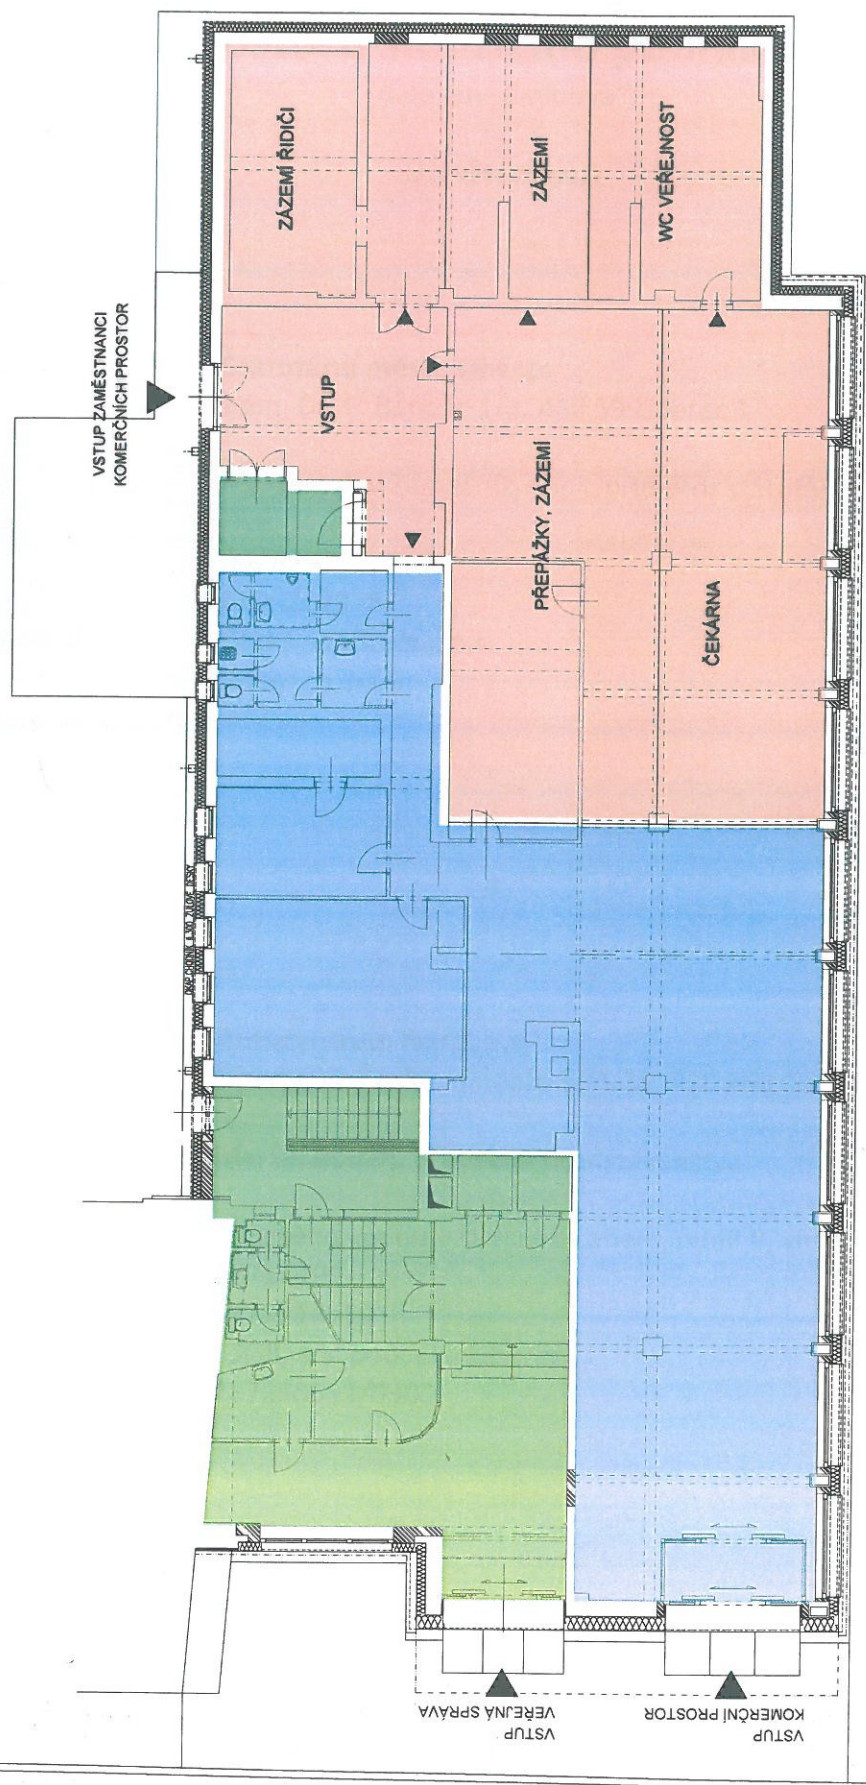 VSTUP ZAMĚSTNANCI
KOMERČNÍCH PROSTOR
ZÁZEMÍ ŘIDIČI
ZÁZEMÍ
WC VEŘEJNOST
VSTUP
PŘEPÁŽKY, ZÁZEMÍ
ČEKÁRNA
VSTUP
VEŘEJNÁ SPRÁVA
VSTUP
KOMERČNÍ PROSTOR